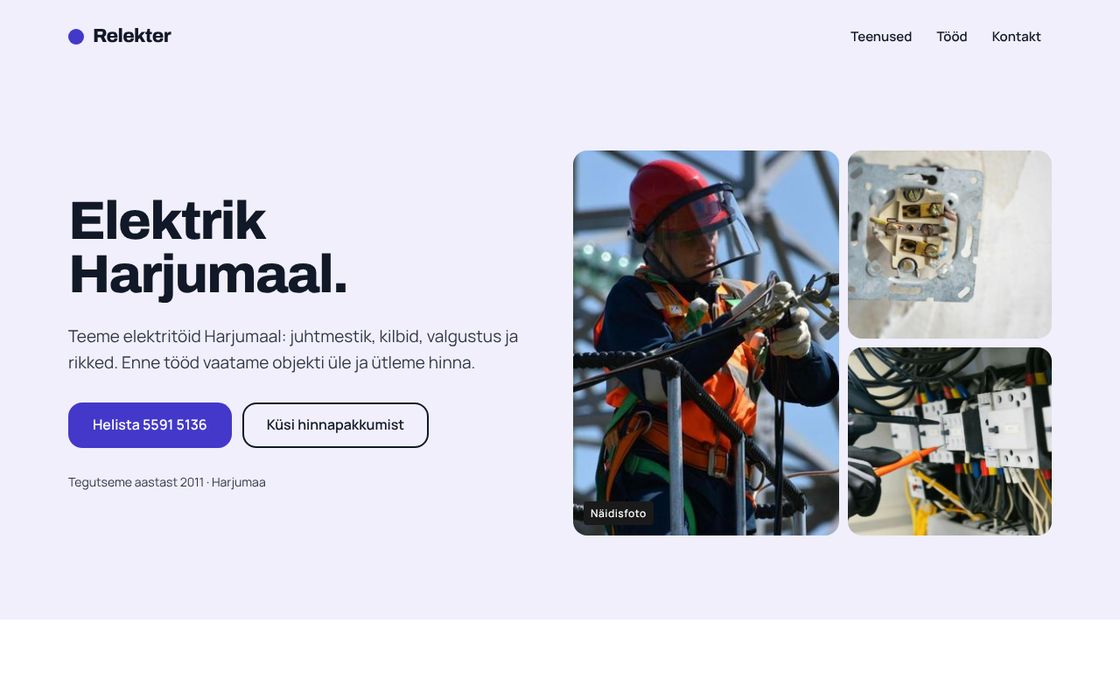 Relekter
Teenused
Tööd
Kontakt
Elektrik
Harjumaal.
Teeme elektritöid Harjumaal: juhtmestik, kilbid, valgustus ja
rikked. Enne tööd vaatame objekti üle ja ütleme hinna.
Helista 5591 5136
Küsi hinnapakkumist
Tegutseme aastast 2011 · Harjumaa
Näidisfoto